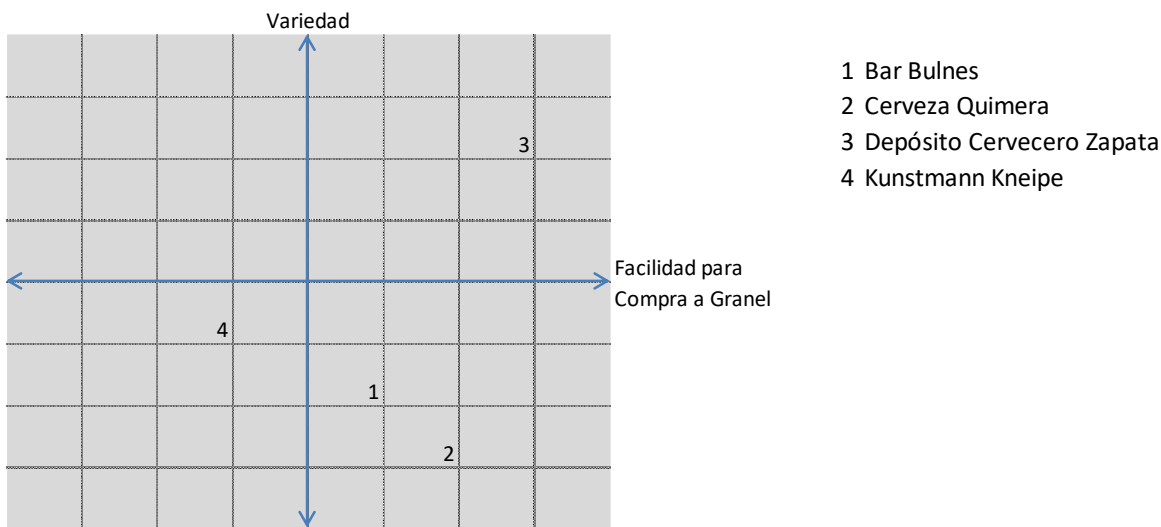 Variedad
3
Facilidad para
Compra a Granel
4
1
2
1 Bar Bulnes
2 Cerveza Quimera
3 Depósito Cervecero Zapata
4 Kunstmann Kneipe